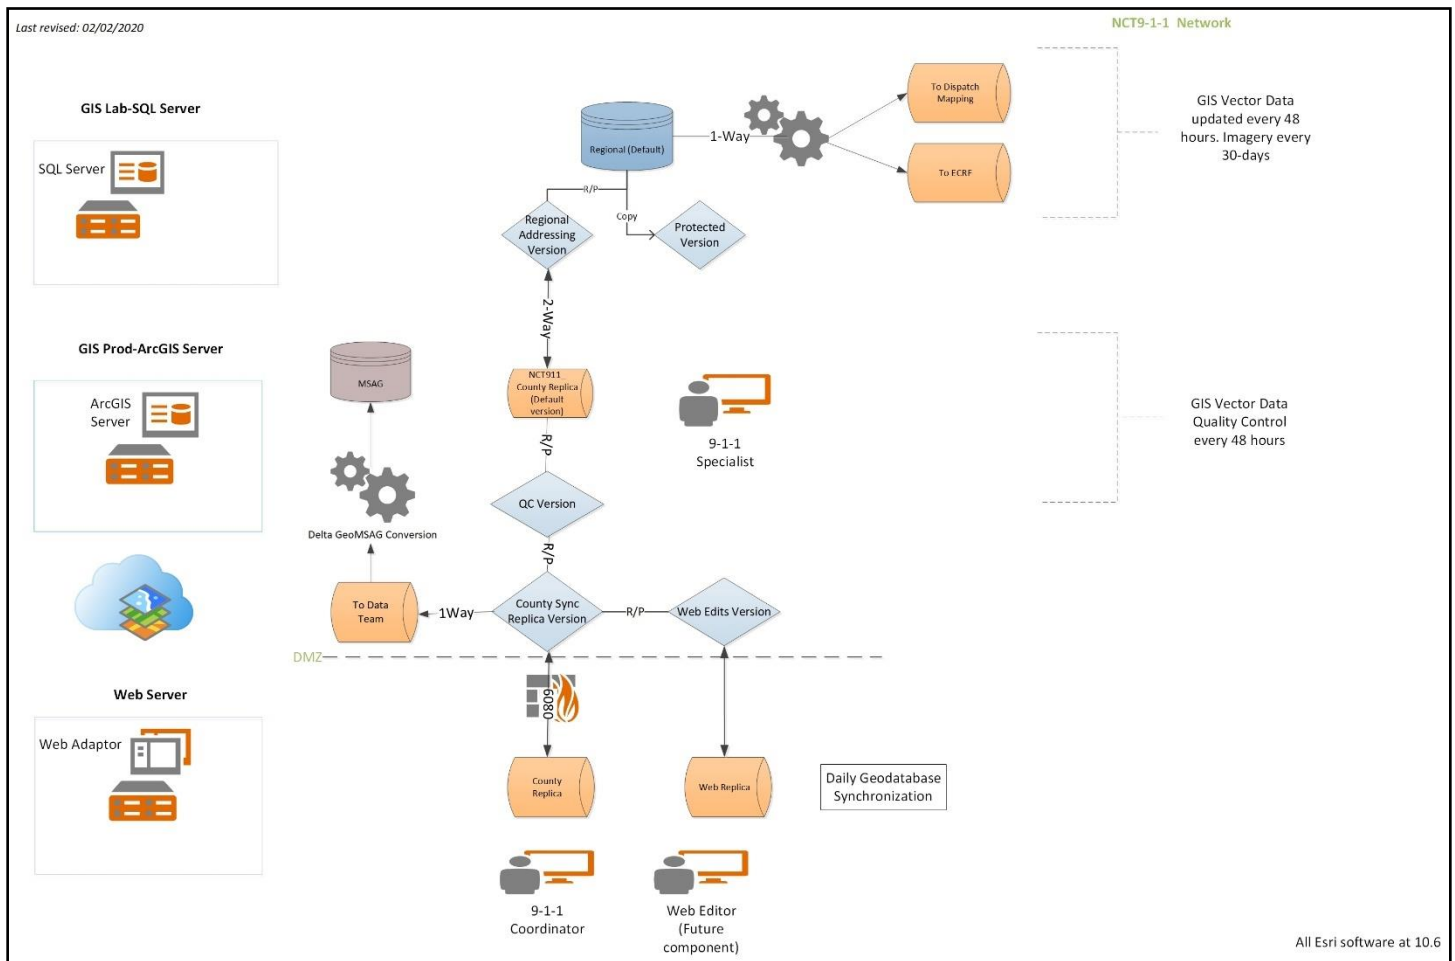 Last revised: 02/02/2020
NCT9-1-1 Network
GIS Lab-SQL Server
SQL Server
Regional (Default)
1-Way
To Dispatch
Mapping
To ECRF
GIS Vector Data
updated every 48
hours. Imagery every
30-days
R/P
Copy
Regional
Addressing
Version
Protected
Version
2-Way
GIS Prod-ArcGIS Server
ArcGIS
Server
MSAG
NCT911_
County Replica
(Default
version)
9-1-1
Specialist
GIS Vector Data
Quality Control
every 48 hours
R/P
QC Version
Delta GeoMSAG Conversion
R/P
To Data
Team
1Way
County Sync
Replica Version
R/P
Web Edits Version
DMZ
Web Server
Web Adaptor
6080
County
Replica
Web Replica
Daily Geodatabase
Synchronization
9-1-1
Coordinator
Web Editor
(Future
component)
All Esri software at 10.6